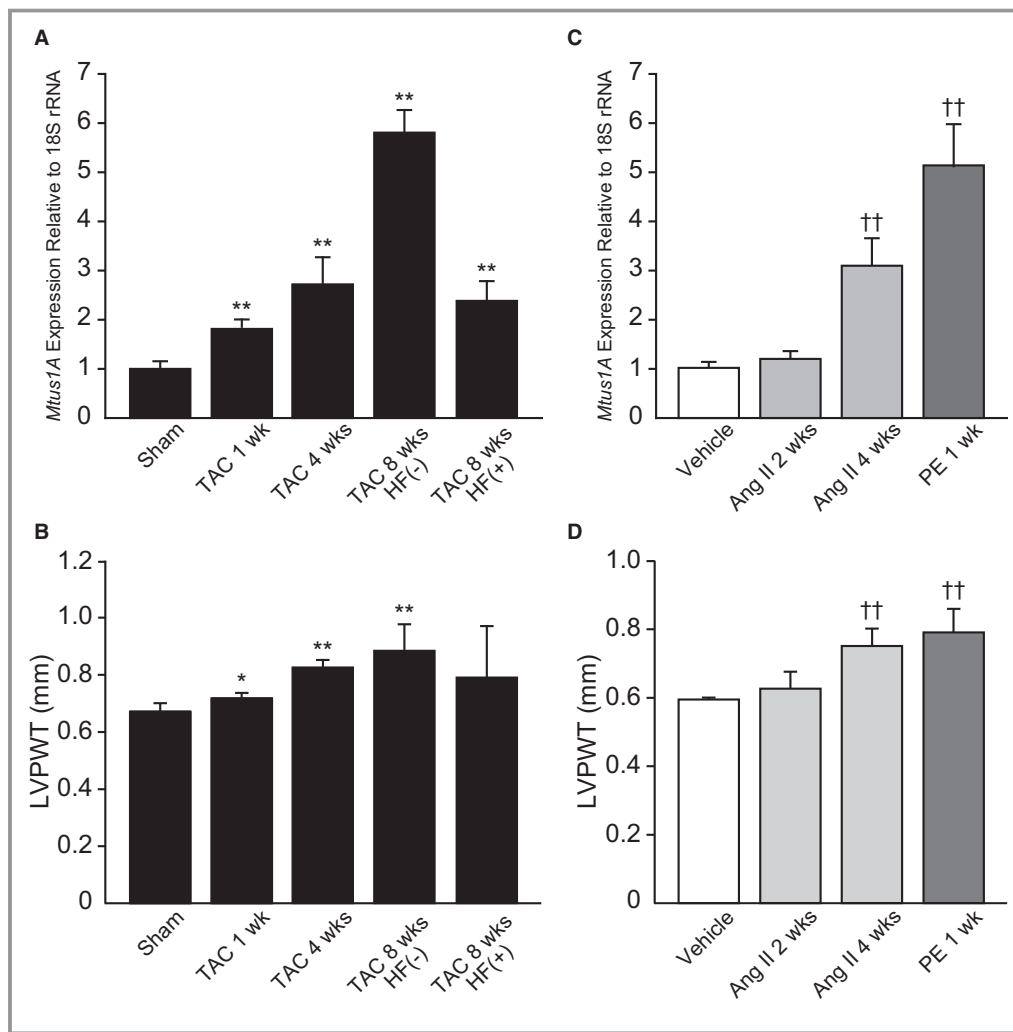 A
Mtus1A Expression Relative to 18S rRNA
7
6
5
4
3
2
1
0
**
**
**
**
Sham
TAC 1 wk
TAC 4 wks
TAC 8 wks
HF(-)
TAC 8 wks
HF(+)
C
Mtus1A Expression Relative to 18S rRNA
7
6
5
4
3
2
1
0
††
††
Vehicle
Ang II 2 wks
Ang II 4 wks
PE 1 wk
B
LVPWT (mm)
1.2
1.0
0.8
0.6
0.4
0.2
0
*
**
**
Sham
TAC 1 wk
TAC 4 wks
TAC 8 wks
HF(-)
TAC 8 wks
HF(+)
D
LVPWT (mm)
1.0
0.8
0.6
0.4
0.2
0
††
††
Vehicle
Ang II 2 wks
Ang II 4 wks
PE 1 wk